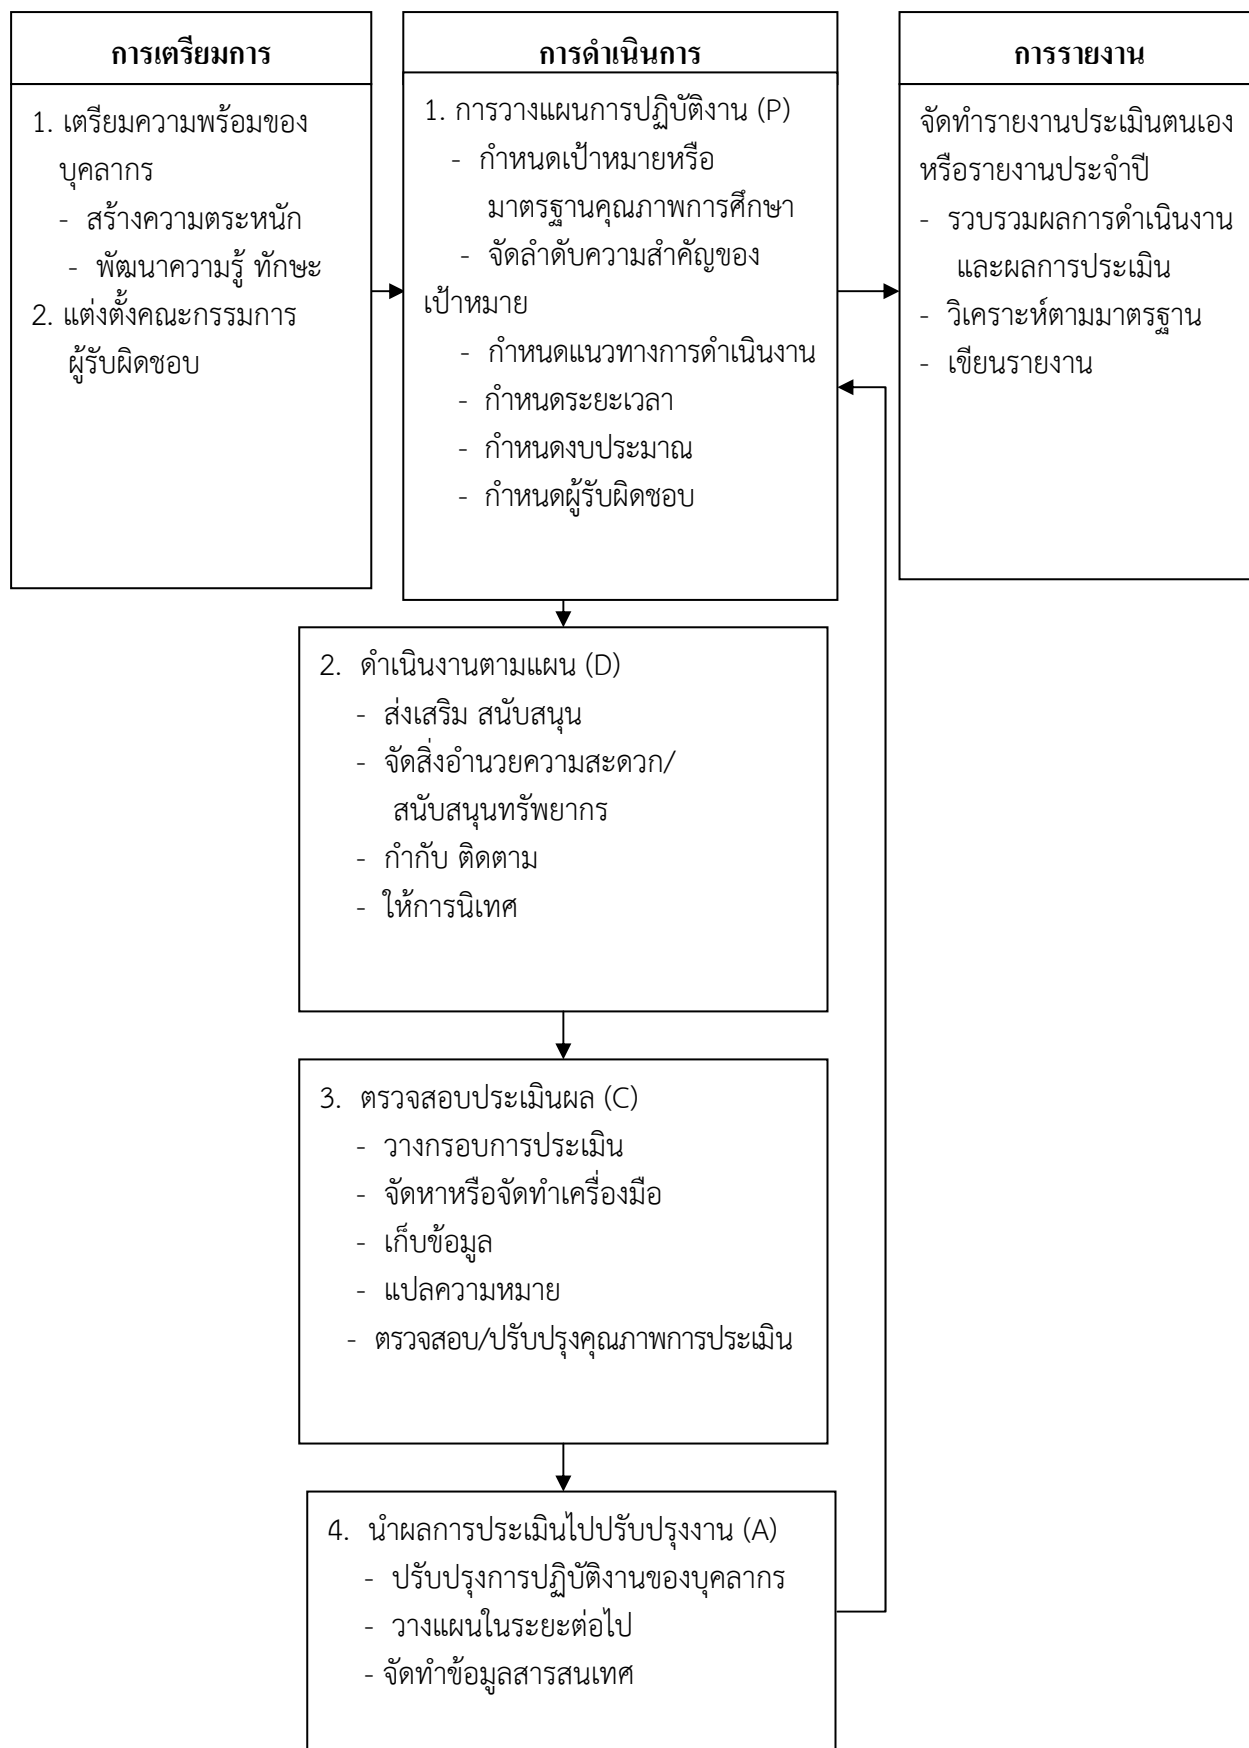 การเตรียมการ
1. เตรียมความพร้อมของ
บุคลากร
- สร้างความตระหนัก
- พัฒนาความรู้ ทักษะ
2. แต่งตั้งคณะกรรมการ
ผู้รับผิดชอบ
การดำเนินการ
1. การวางแผนการปฏิบัติงาน (P)
- กำหนดเป้าหมายหรือ
มาตรฐานคุณภาพการศึกษา
- จัดลำดับความสำคัญของ
เป้าหมาย
- กำหนดแนวทางการดำเนินงาน
- กำหนดระยะเวลา
- กำหนดงบประมาณ
- กำหนดผู้รับผิดชอบ
การรายงาน
จัดทำรายงานประเมินตนเอง
หรือรายงานประจำปี
- รวบรวมผลการดำเนินงาน
และผลการประเมิน
- วิเคราะห์ตามมาตรฐาน
- เขียนรายงาน
2. ดำเนินงานตามแผน (D)
- ส่งเสริม สนับสนุน
- จัดสิ่งอำนวยความสะดวก/
สนับสนุนทรัพยากร
- กำกับ ติดตาม
- ให้การนิเทศ
3. ตรวจสอบประเมินผล (C)
- วางกรอบการประเมิน
- จัดหาหรือจัดทำเครื่องมือ
- เก็บข้อมูล
- แปลความหมาย
- ตรวจสอบ/ปรับปรุงคุณภาพการประเมิน
4. นำผลการประเมินไปปรับปรุงงาน (A)
- ปรับปรุงการปฏิบัติงานของบุคลากร
- วางแผนในระยะต่อไป
- จัดทำข้อมูลสารสนเทศ